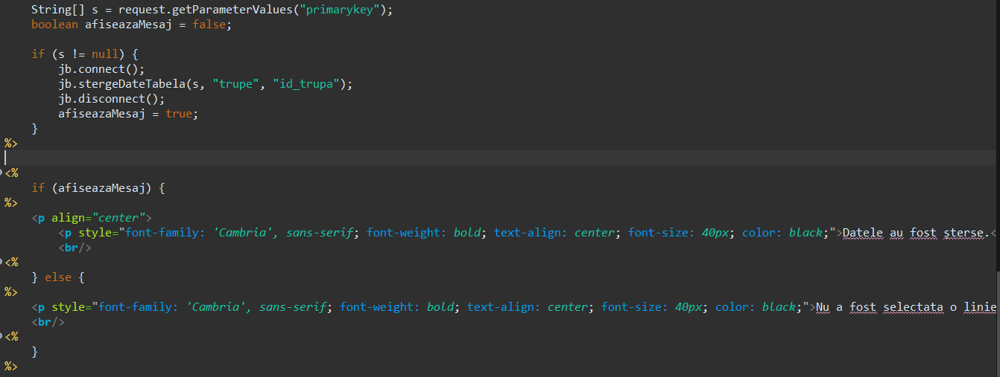 String[] s = request.getParameterValues("primarykey");
boolean afiseazaMesaj = false;
if (s != null) {
jb.connect();
jb.stergeDateTabela(s, "trupe", "id_trupa");
jb.disconnect();
afiseazaMesaj = true;
}
%>
<%
if (afiseazaMesaj) {
%>
<p align="center">
<p style="font-family: 'Cambria', sans-serif; font-weight: bold; text-align: center; font-size: 40px; color: black;">Datele au fost sterse.<
<br/>
<%
} else {
%>
<p style="font-family: 'Cambria', sans-serif; font-weight: bold; text-align: center; font-size: 40px; color: black;">Nu a fost selectata o linie
<br/>
<%
}
%>